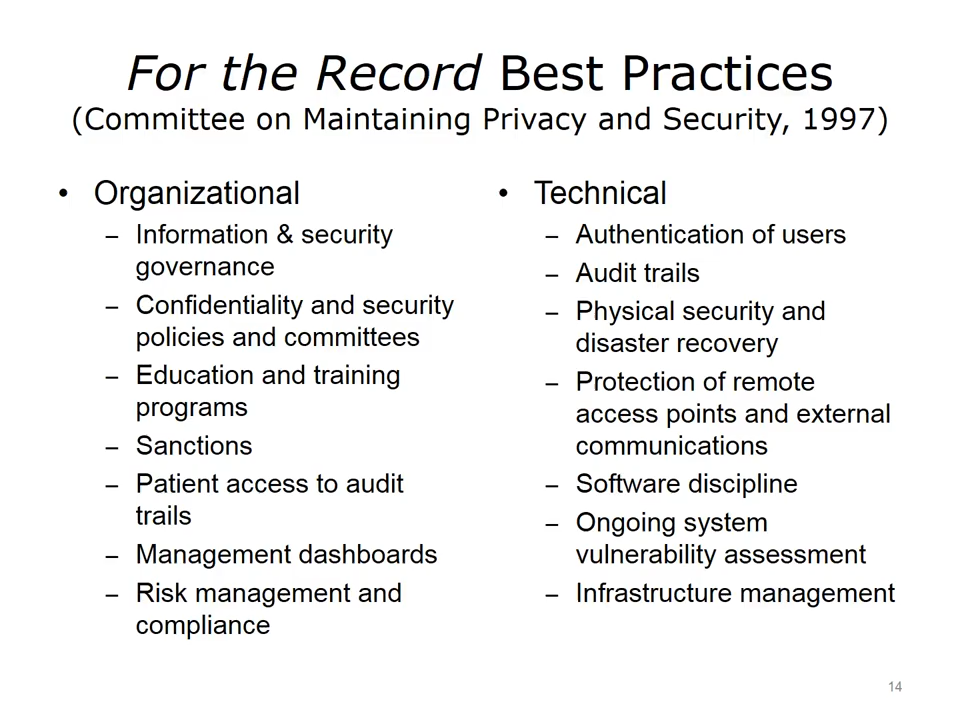 For the Record Best Practices
(Committee on Maintaining Privacy and Security, 1997)
• Organizational
– Information & security
governance
– Confidentiality and security
policies and committees
– Education and training
programs
– Sanctions
– Patient access to audit
trails
– Management dashboards
– Risk management and
compliance
• Technical
– Authentication of users
– Audit trails
– Physical security and
disaster recovery
– Protection of remote
access points and external
communications
– Software discipline
– Ongoing system
vulnerability assessment
– Infrastructure management
14